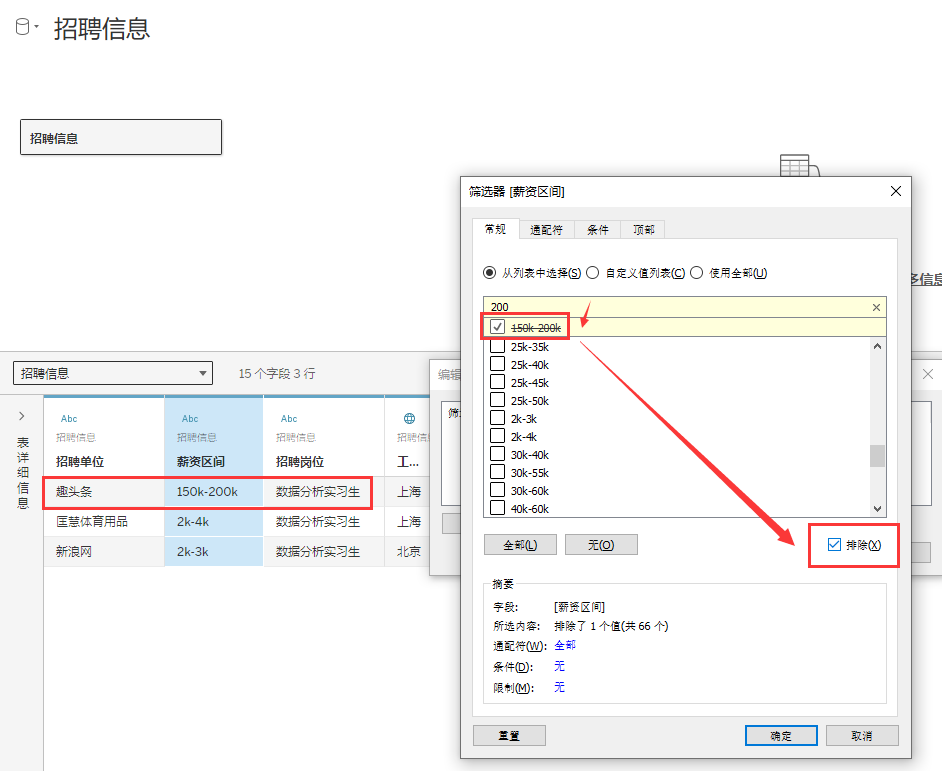 招聘信息
招聘信息
多信息
筛选器 [薪资区间]
常规 通配符 条件 顶部
从列表中选择(S) 自定义值列表(C) 使用全部(U)
200
150k-200k
25k-35k
25k-40k
25k-45k
25k-50k
2k-3k
2k-4k
30k-40k
30k-55k
30k-60k
40k-60k
全部(L) 无(O) 排除(X)
摘要
字段: [薪资区间]
所选内容: 排除了 1 个值(共 66 个)
通配符(W): 全部
条件(D): 无
限制(M): 无
重置 确定 取消
招聘信息 15 个字段 3 行
编辑
筛
表详细信息
Abc Abc Abc
招聘信息 招聘信息 招聘信息 招聘信
招聘单位 薪资区间 招聘岗位 工...
趣头条 150k-200k 数据分析实习生 上海
匡慧体育用品 2k-4k 数据分析实习生 上海
新浪网 2k-3k 数据分析实习生 北京